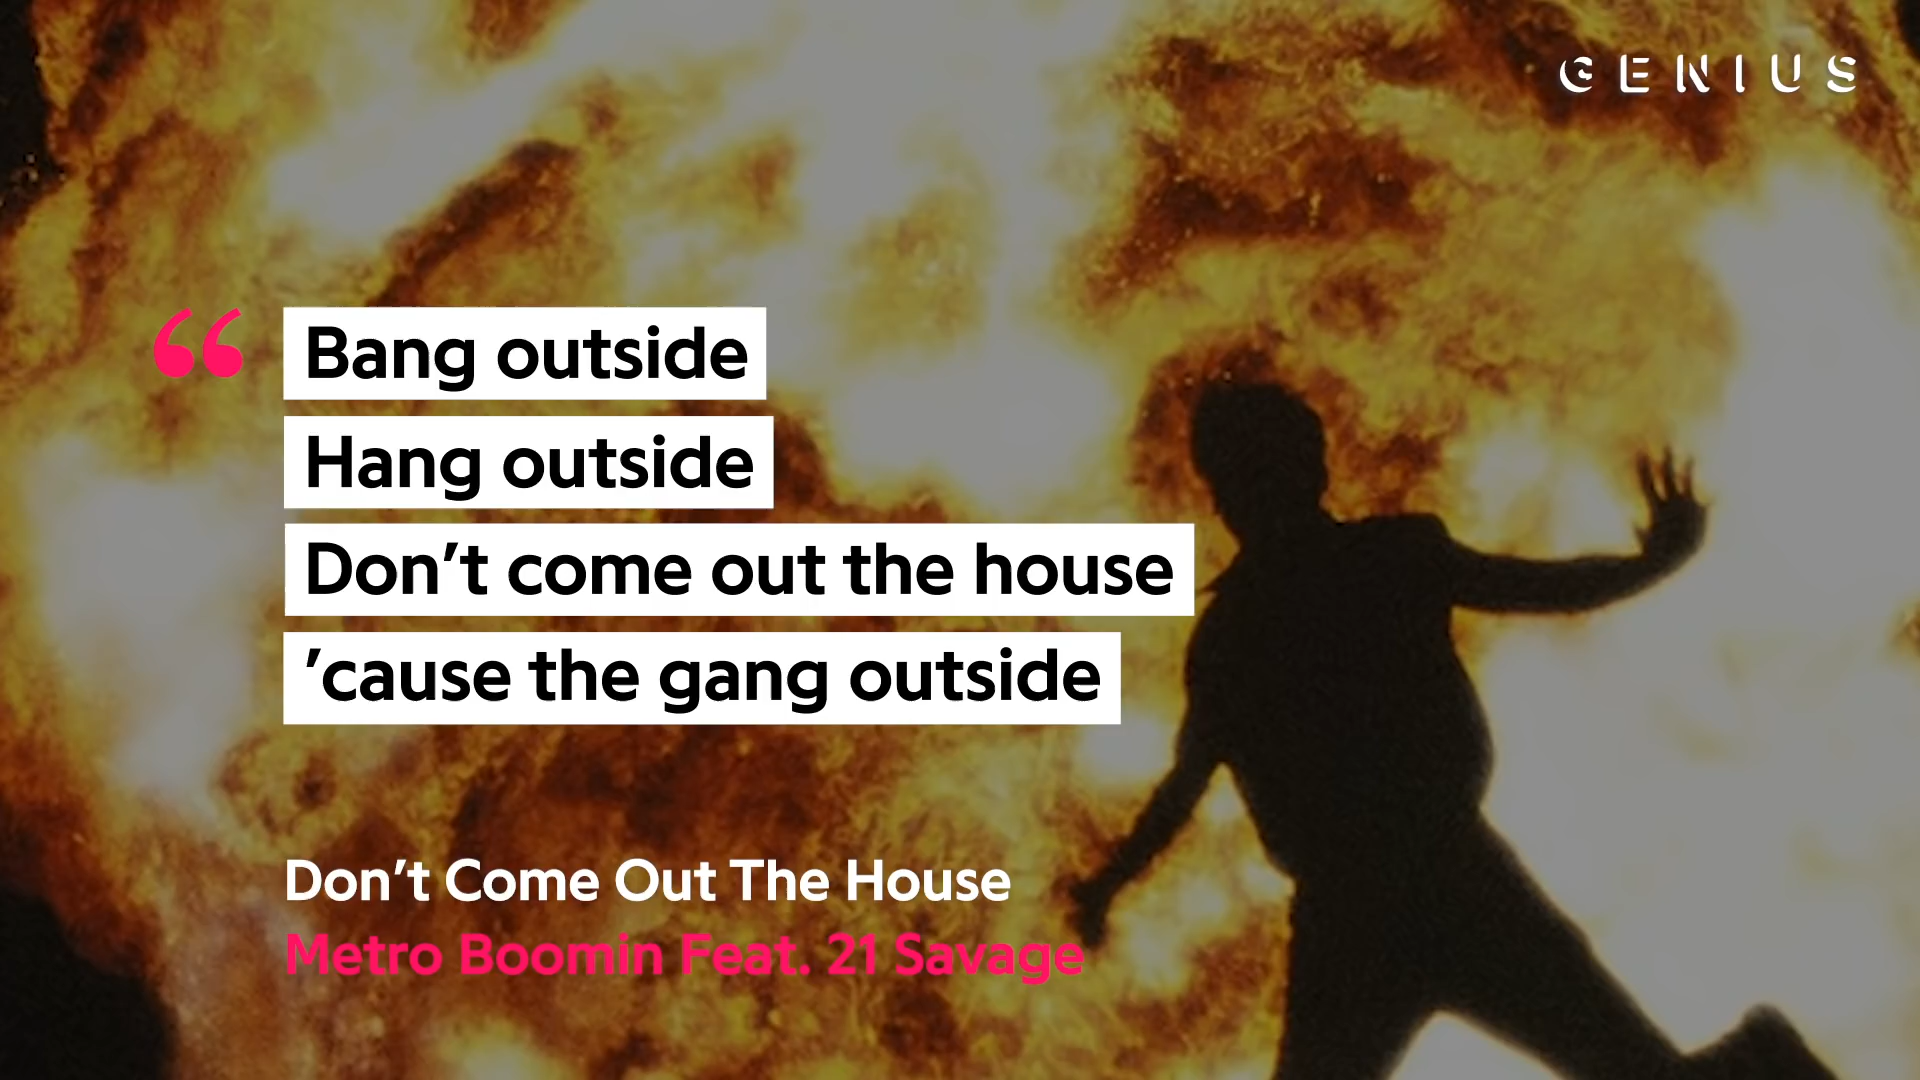 GENIUS
“
Bang outside
Hang outside
Don’t come out the house
’cause the gang outside
Don’t Come Out The House
Metro Boomin Feat. 21 Savage